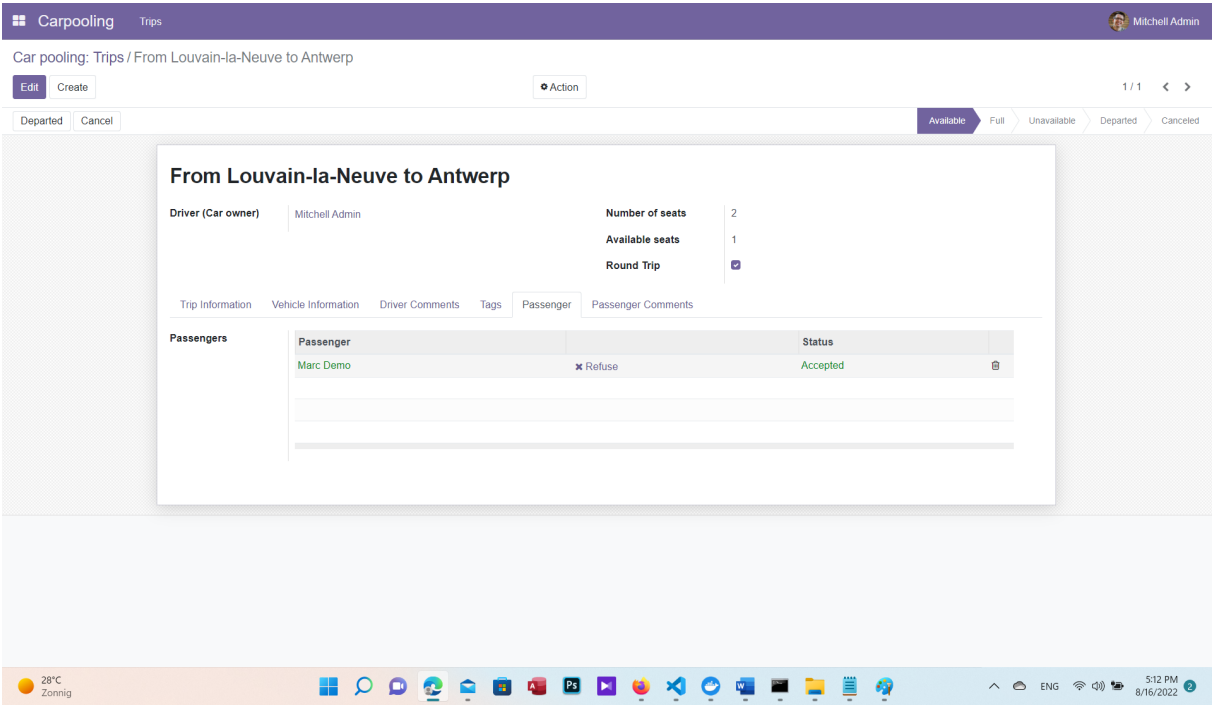 Carpooling Trips Mitchell Admin
Car pooling: Trips / From Louvain-la-Neuve to Antwerp
Edit Create Action 1 / 1
Departed Cancel Available Full Unavailable Departed Canceled
From Louvain-la-Neuve to Antwerp
Driver (Car owner) Mitchell Admin Number of seats 2
Available seats 1
Round Trip
Trip Information Vehicle Information Driver Comments Tags Passenger Passenger Comments
Passengers Passenger Status
Marc Demo Refuse Accepted
28°C
Zonnig
A Ps W
ENG
5:12 PM
8/16/2022 2